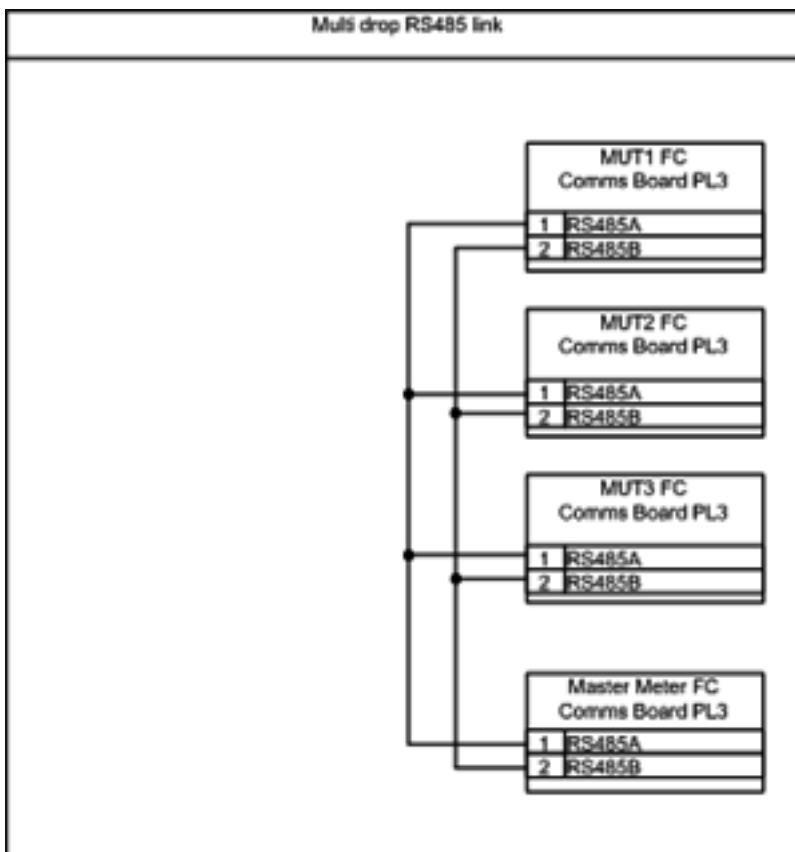 Multi drop RS485 link
MUT1 FC
Comms Board PL3
1 RS485A
2 RS485B
MUT2 FC
Comms Board PL3
1 RS485A
2 RS485B
MUT3 FC
Comms Board PL3
1 RS485A
2 RS485B
Master Meter FC
Comms Board PL3
1 RS485A
2 RS485B